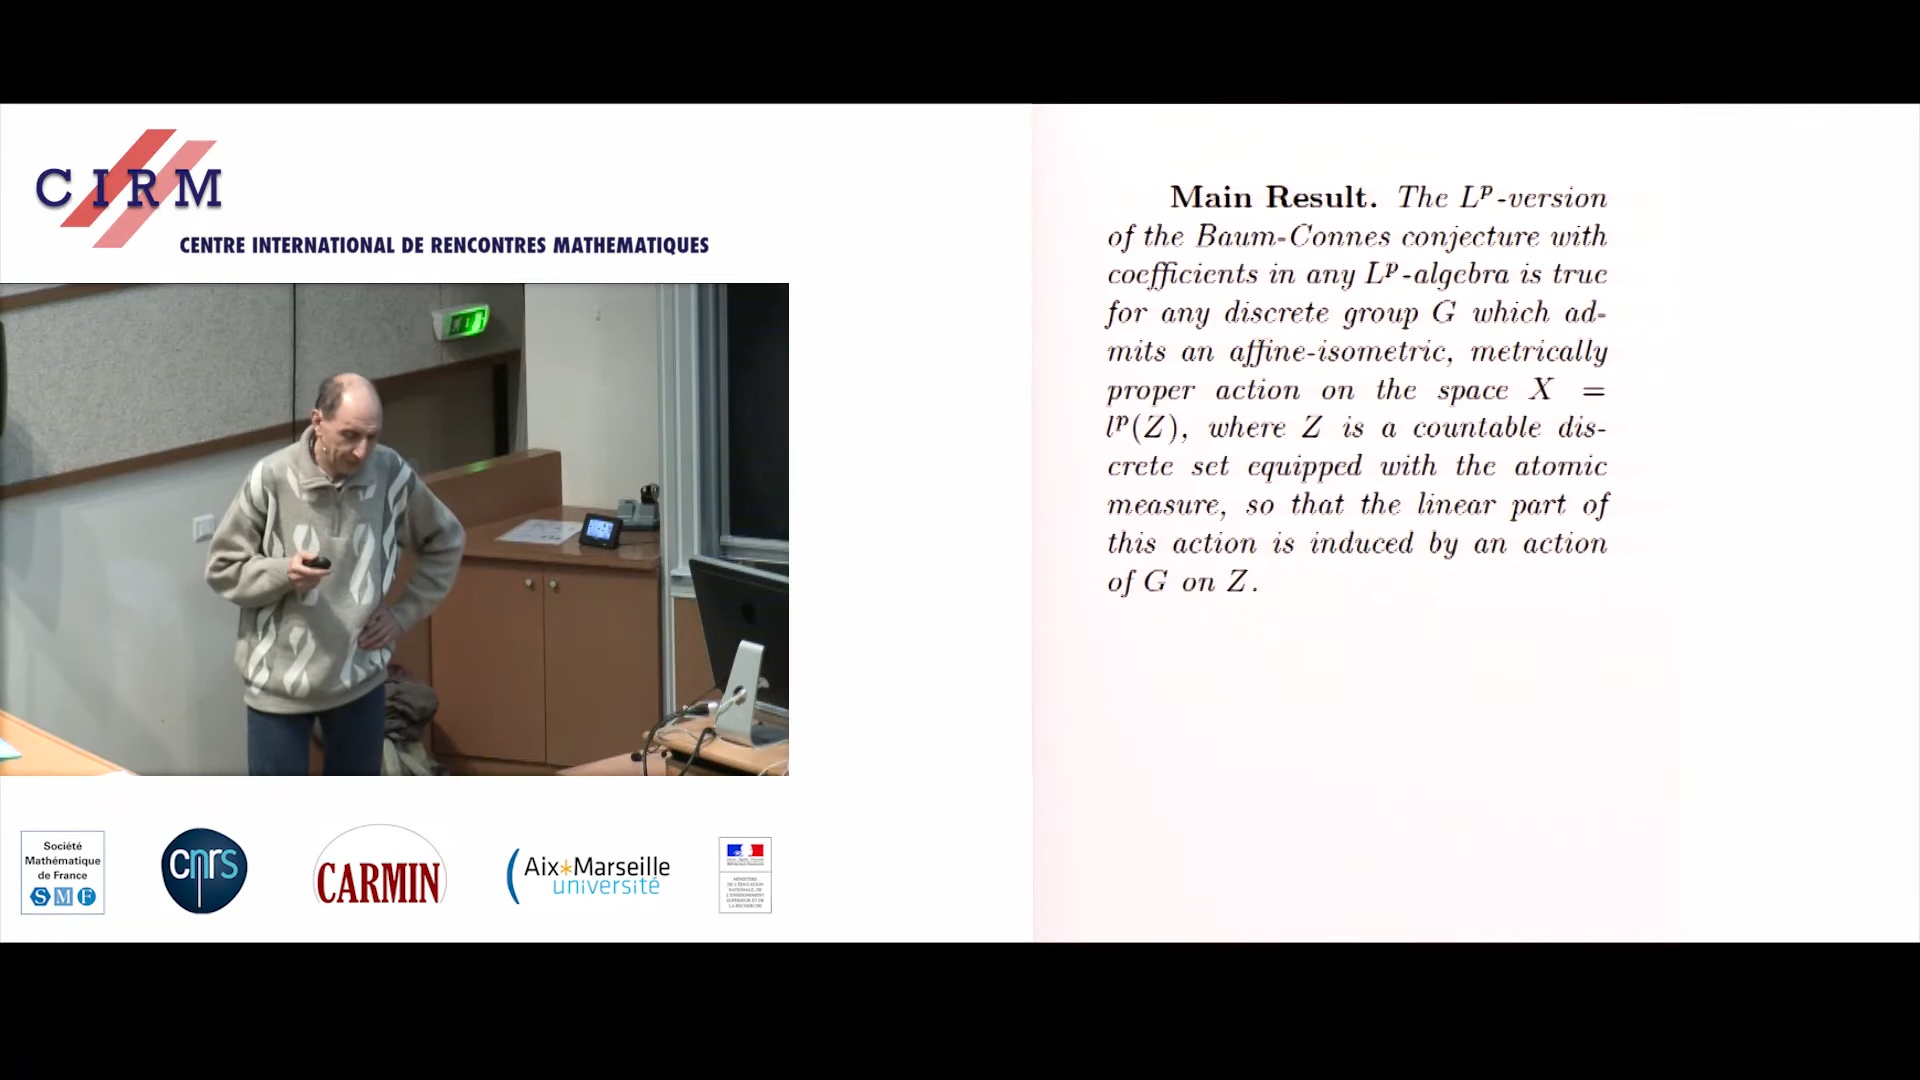 CIRM
CENTRE INTERNATIONAL DE RENCONTRES MATHEMATIQUES
Main Result. The Lᵖ-version
of the Baum-Connes conjecture with
coefficients in any Lᵖ-algebra is true
for any discrete group G which ad-
mits an affine-isometric, metrically
proper action on the space X =
lᵖ(Z), where Z is a countable dis-
crete set equipped with the atomic
measure, so that the linear part of
this action is induced by an action
of G on Z.
Société
Mathématique
de France
SMF
cnrs
CARMIN
Aix*Marseille
université